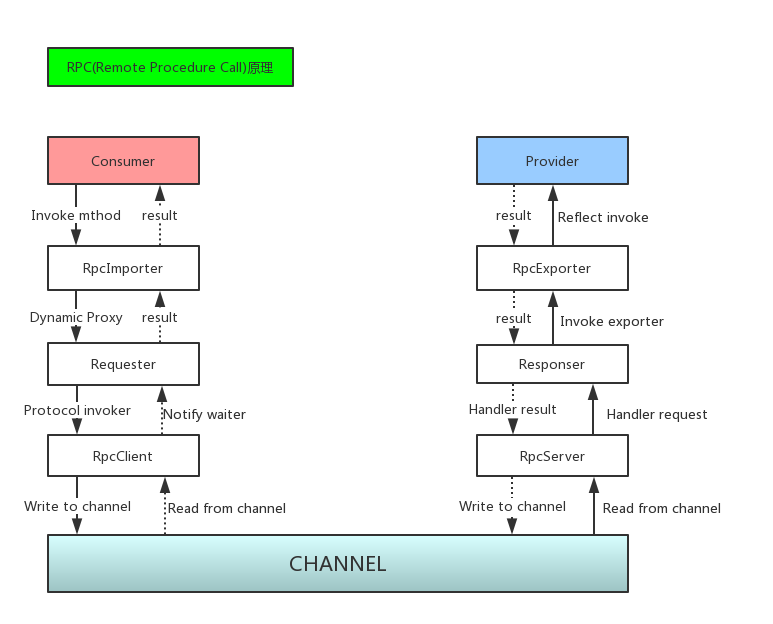 RPC(Remote Procedure Call)原理
Consumer
Provider
Invoke mthod
result
result
Reflect invoke
RpcImporter
RpcExporter
Dynamic Proxy
result
result
Invoke exporter
Requester
Responser
Protocol invoker
Notify waiter
Handler result
Handler request
RpcClient
RpcServer
Write to channel
Read from channel
Write to channel
Read from channel
CHANNEL